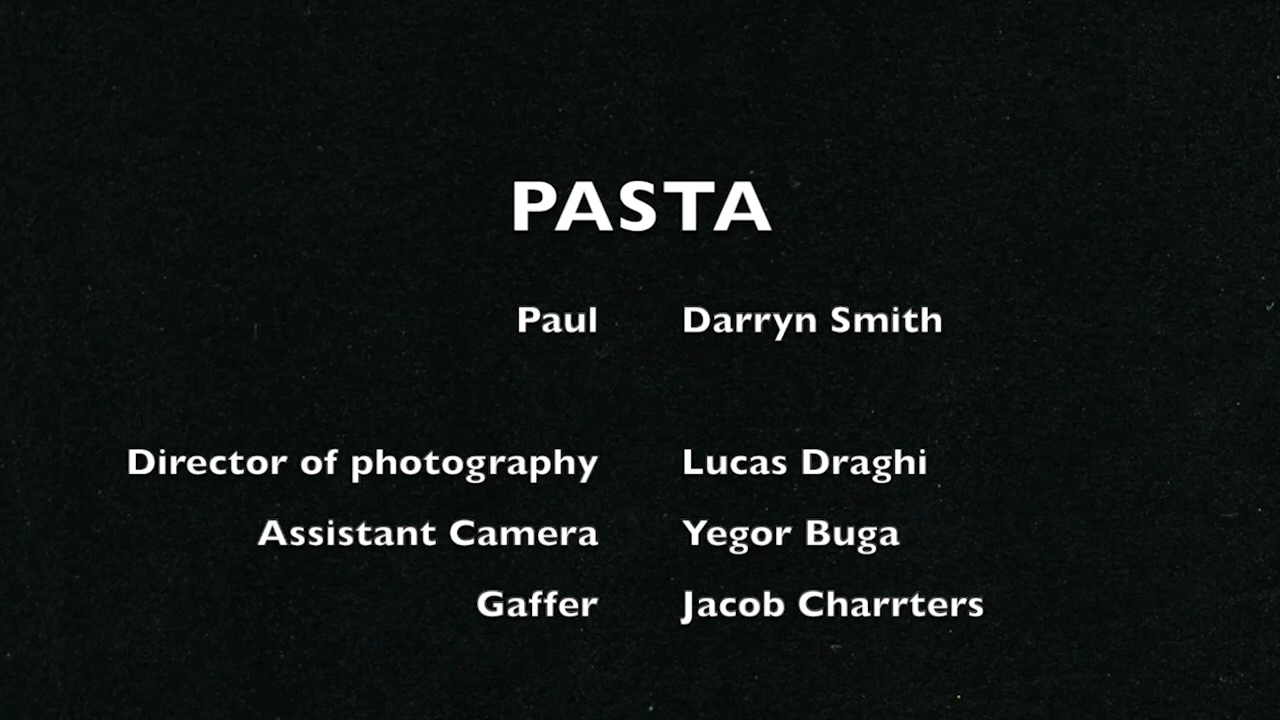 PASTA
Paul Darryn Smith
Director of photography Lucas Draghi
Assistant Camera Yegor Buga
Gaffer Jacob Charrters